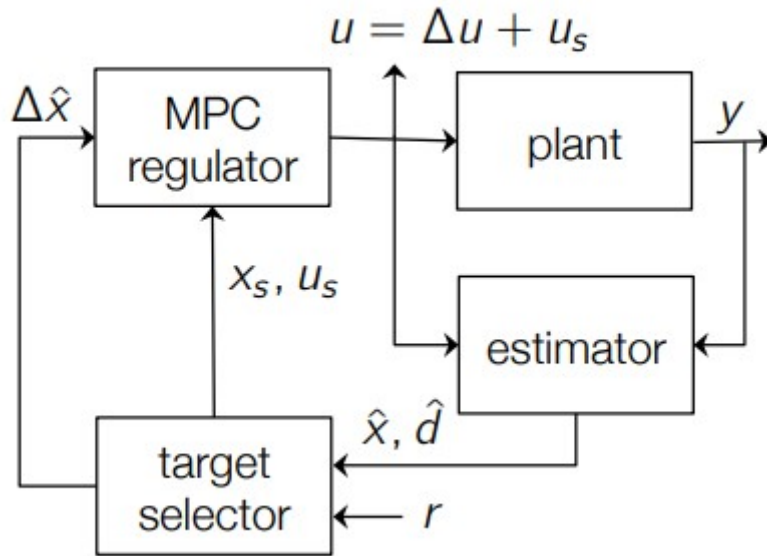 u = Δu + u_s
Δx̂
MPC
regulator
plant
y
x_s, u_s
estimator
x̂, d̂
target
selector
r